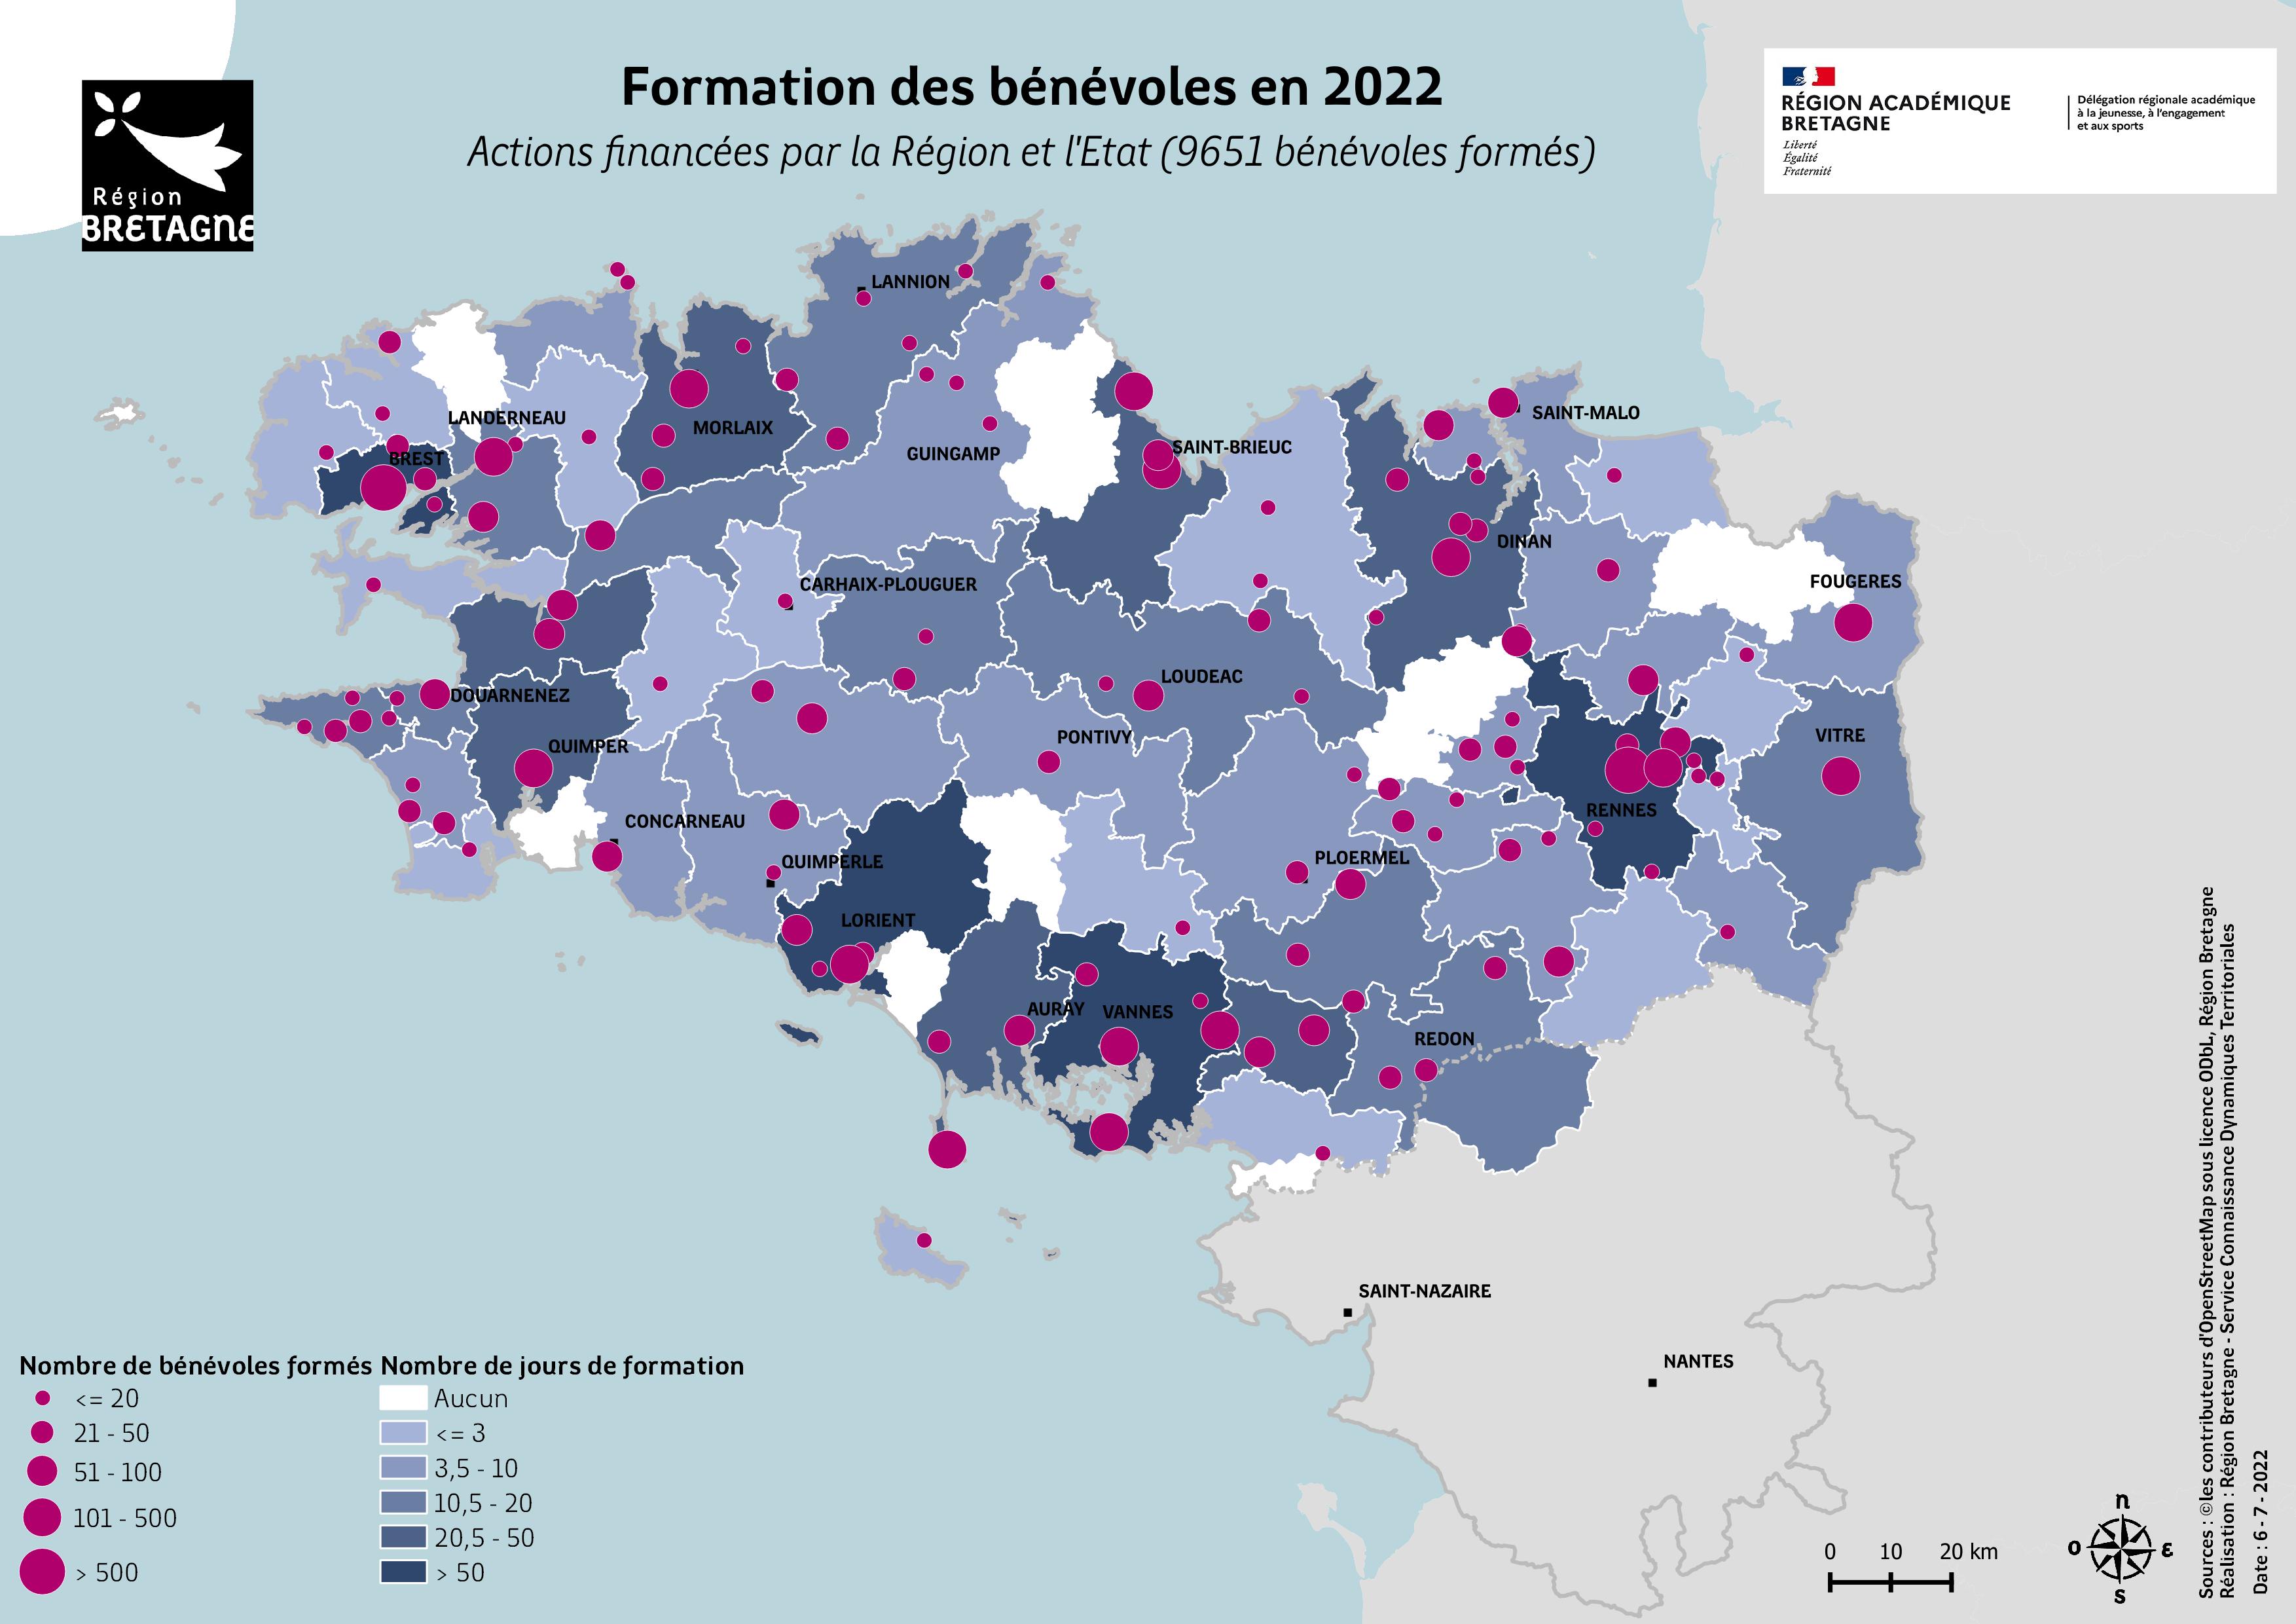 Formation des bénévoles en 2022
Actions financées par la Région et l'Etat (9651 bénévoles formés)
Région
BRETAGNE
RÉGION ACADÉMIQUE
BRETAGNE
Liberté
Égalité
Fraternité
Délégation régionale académique
à la jeunesse, à l'engagement
et aux sports
LANNION
LANDERNEAU
MORLAIX
SAINT-MALO
GUINGAMP
SAINT-BRIEUC
BREST
DINAN
CARHAIX-PLOUGUER
FOUGERES
LOUDEAC
DOUARNENEZ
PONTIVY
VITRE
QUIMPER
RENNES
CONCARNEAU
PLOERMEL
QUIMPERLE
LORIENT
AURAY
VANNES
REDON
SAINT-NAZAIRE
NANTES
Nombre de bénévoles formés
<= 20
21 - 50
51 - 100
101 - 500
> 500
Nombre de jours de formation
Aucun
<= 3
3,5 - 10
10,5 - 20
20,5 - 50
> 50
0 10 20 km
n
o ε
s
Sources : ©les contributeurs d'OpenStreetMap sous licence ODbL, Région Bretagne
Réalisation : Région Bretagne - Service Connaissance Dynamiques Territoriales
Date : 6 - 7 - 2022